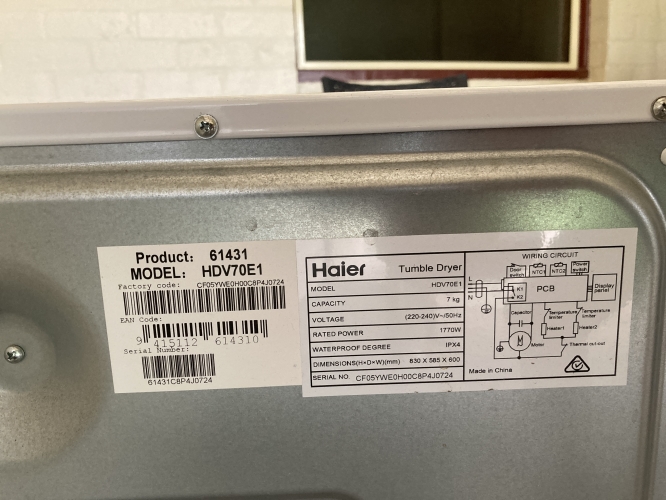 Product: 61431
MODEL: HDV70E1
Factory code: CF05YWE0H00C8P4J0724
EAN Code:
9 415112 614310
Serial Number:
61431C8P4J0724
Haier Tumble Dryer
MODEL HDV70E1
CAPACITY 7 kg
VOLTAGE (220-240)V~/50Hz
RATED POWER 1770W
WATERPROOF DEGREE IPX4
DIMENSIONS(H×D×W)(mm) 830 X 585 X 600
SERIAL NO. CF05YWE0H00C8P4J0724
WIRING CIRCUIT
Door switch
NTC1
NTC2
Power switch
L
N
K1
K2
PCB
Display panel
Capacitor
Temperature limiter
Temperature limiter
Heater1
Heater2
M
Motor
Thermal cut-out
Made in China